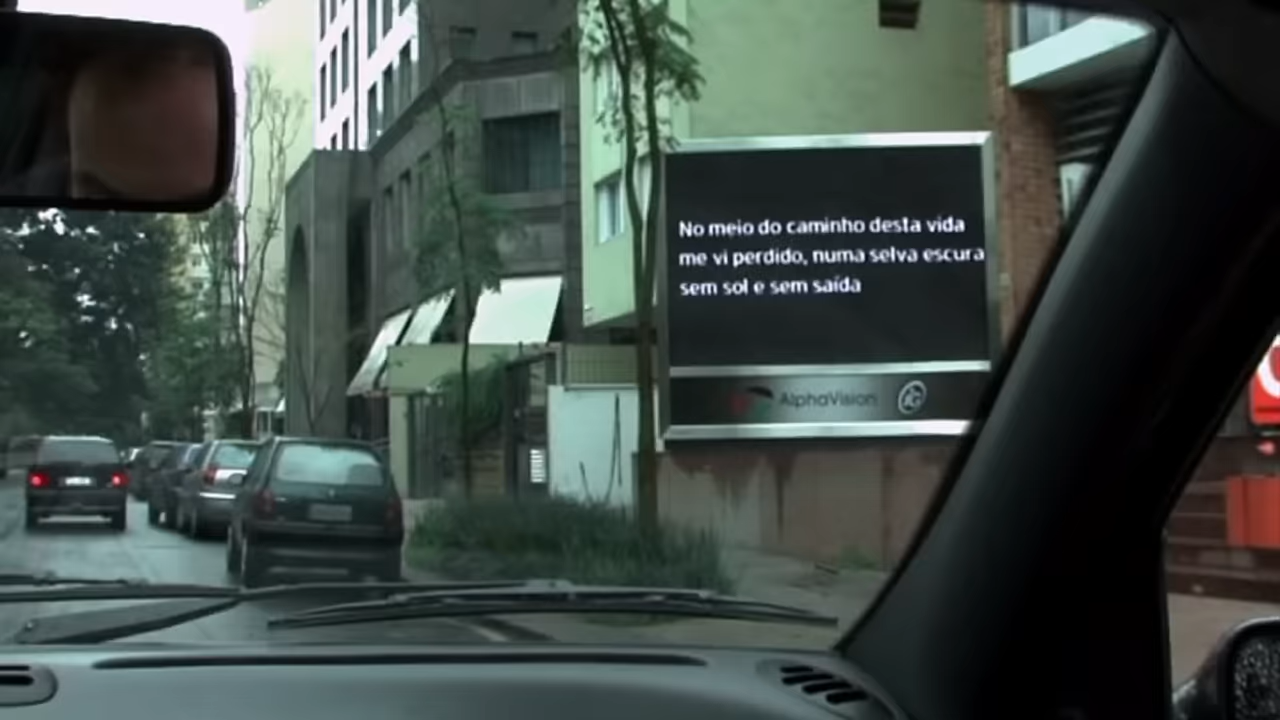 No meio do caminho desta vida
me vi perdido, numa selva escura
sem sol e sem saída
AlphaVision